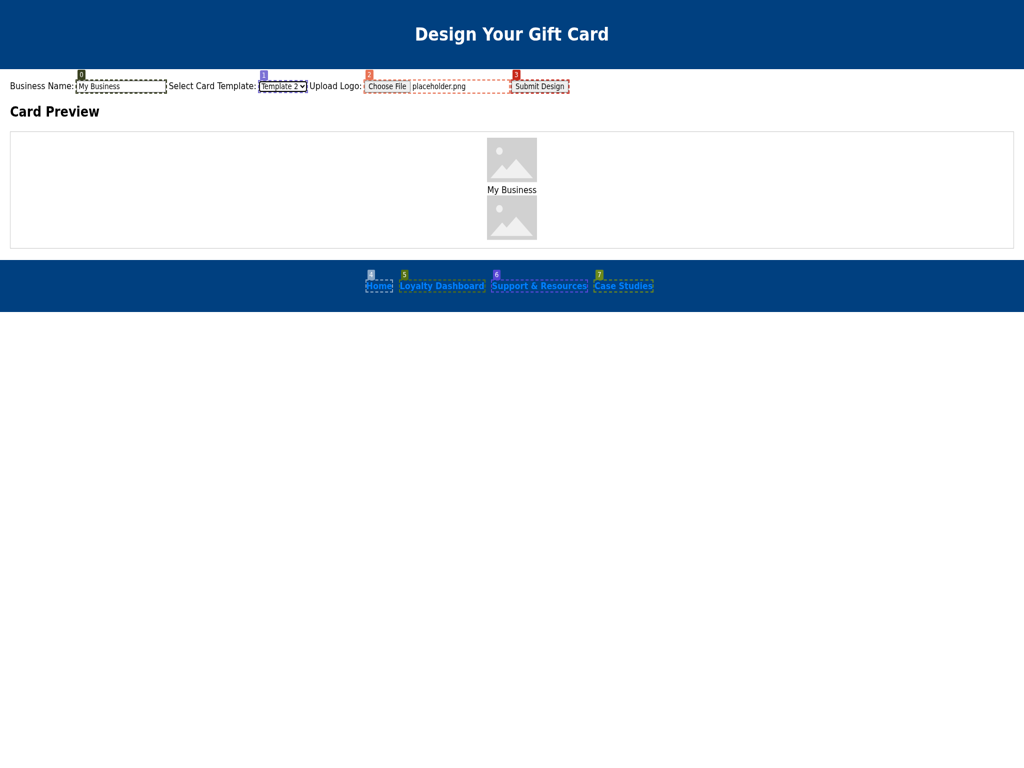 Design Your Gift Card
0 1 2 3
Business Name: My Business Select Card Template: Template 2 Upload Logo: Choose File placeholder.png Submit Design
Card Preview
My Business
4 5 6 7
Home Loyalty Dashboard Support & Resources Case Studies